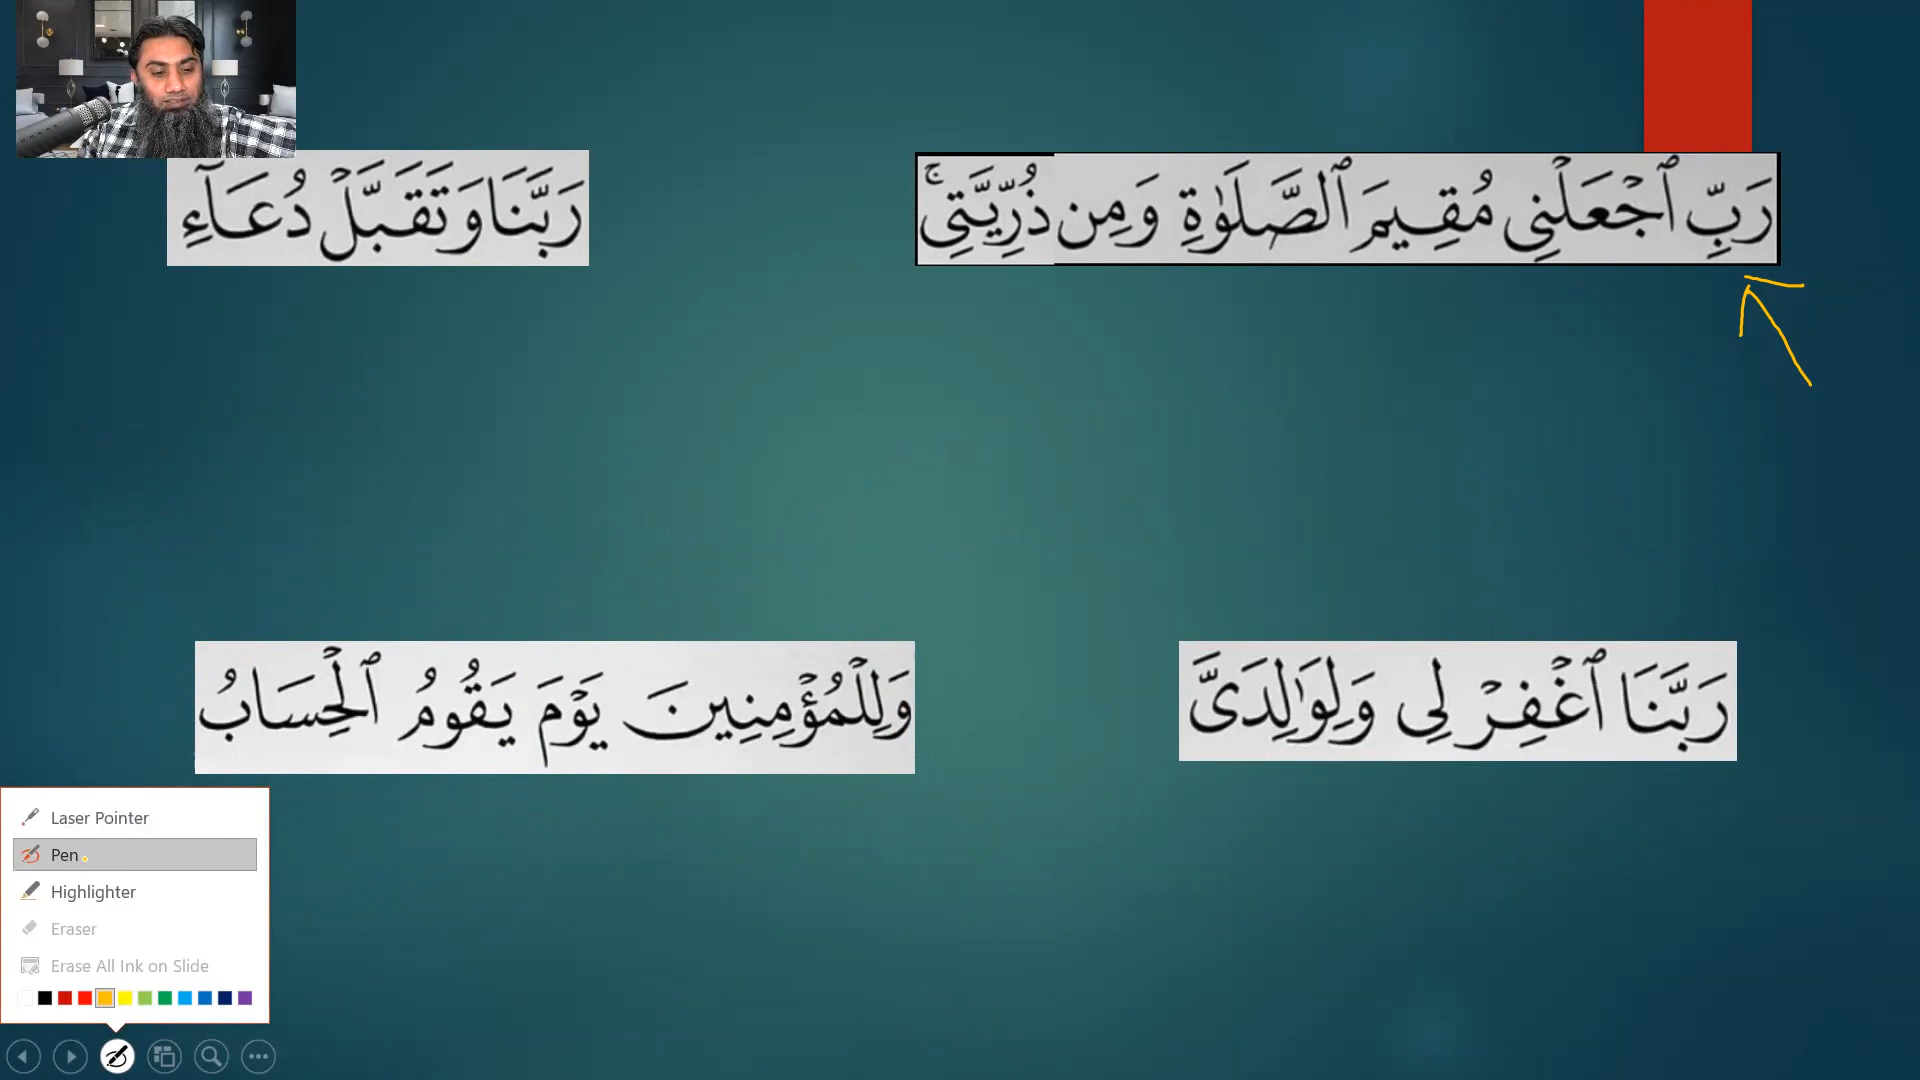 رَبِّ ٱجْعَلْنِى مُقِيمَ ٱلصَّلَوٰةِ وَمِن ذُرِّيَّتِى ۚ
رَبَّنَا وَتَقَبَّلْ دُعَآءِ
رَبَّنَا ٱغْفِرْ لِى وَلِوَٰلِدَىَّ
وَلِلْمُؤْمِنِينَ يَوْمَ يَقُومُ ٱلْحِسَابُ
Laser Pointer
Pen
Highlighter
Eraser
Erase All Ink on Slide